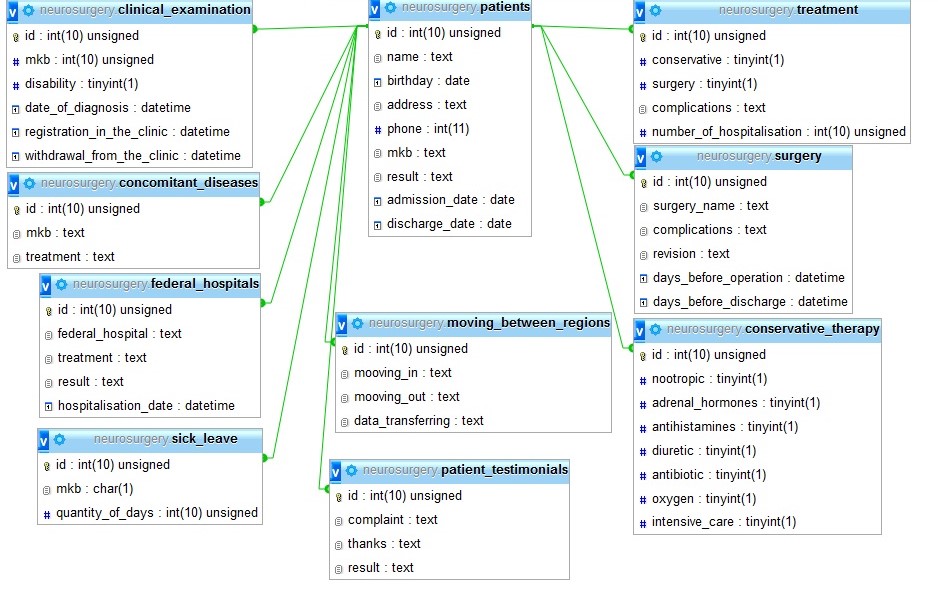 neurosurgery.clinical_examination
id : int(10) unsigned
mkb : int(10) unsigned
disability : tinyint(1)
date_of_diagnosis : datetime
registration_in_the_clinic : datetime
withdrawal_from_the_clinic : datetime
neurosurgery.concomitant_diseases
id : int(10) unsigned
mkb : text
treatment : text
neurosurgery.federal_hospitals
id : int(10) unsigned
federal_hospital : text
treatment : text
result : text
hospitalisation_date : datetime
neurosurgery.sick_leave
id : int(10) unsigned
mkb : char(1)
quantity_of_days : int(10) unsigned
neurosurgery.patients
id : int(10) unsigned
name : text
birthday : date
address : text
phone : int(11)
mkb : text
result : text
admission_date : date
discharge_date : date
neurosurgery.moving_between_regions
id : int(10) unsigned
mooving_in : text
mooving_out : text
data_transferring : text
neurosurgery.patient_testimonials
id : int(10) unsigned
complaint : text
thanks : text
result : text
neurosurgery.treatment
id : int(10) unsigned
conservative : tinyint(1)
surgery : tinyint(1)
complications : text
number_of_hospitalisation : int(10) unsigned
neurosurgery.surgery
id : int(10) unsigned
surgery_name : text
complications : text
revision : text
days_before_operation : datetime
days_before_discharge : datetime
neurosurgery.conservative_therapy
id : int(10) unsigned
nootropic : tinyint(1)
adrenal_hormones : tinyint(1)
antihistamines : tinyint(1)
diuretic : tinyint(1)
antibiotic : tinyint(1)
oxygen : tinyint(1)
intensive_care : tinyint(1)